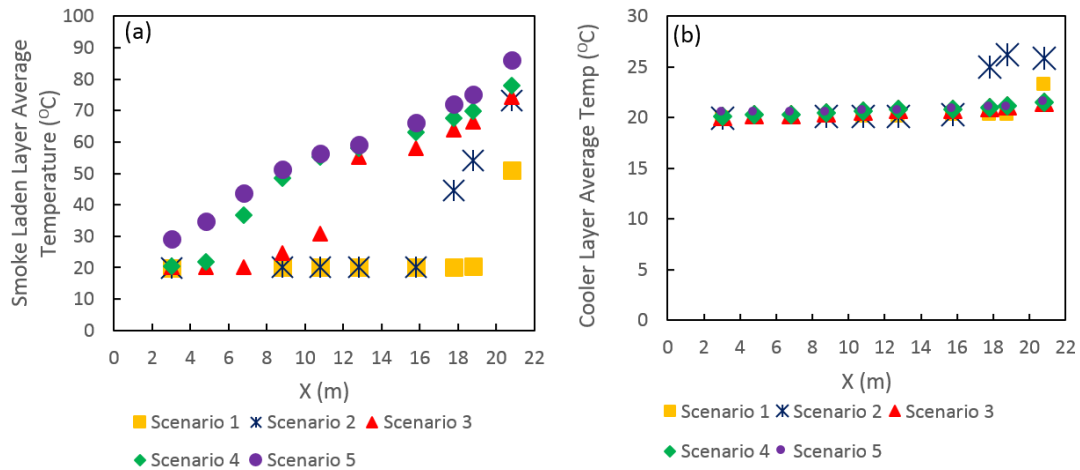 (a)
Smoke Laden Layer Average
Temperature (⁰C)
100
90
80
70
60
50
40
30
20
10
0
0 2 4 6 8 10 12 14 16 18 20 22
X (m)
Scenario 1 Scenario 2 Scenario 3
Scenario 4 Scenario 5
(b)
Cooler Layer Average Temp (⁰C)
30
25
20
15
10
5
0
0 2 4 6 8 10 12 14 16 18 20 22
X (m)
Scenario 1 Scenario 2 Scenario 3
Scenario 4 Scenario 5